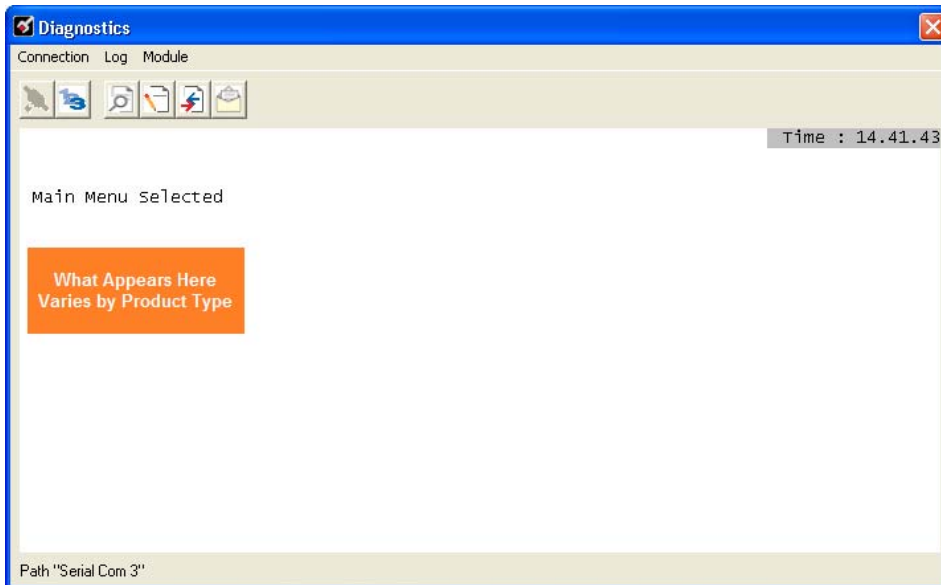 Diagnostics
Connection Log Module
Time : 14.41.43
Main Menu Selected
What Appears Here
Varies by Product Type
Path "Serial Com 3"